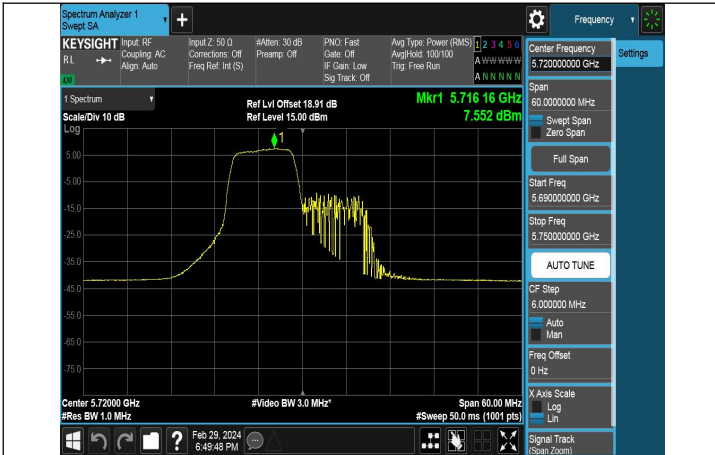 Spectrum Analyzer 1
Swept SA
+
Frequency
KEYSIGHT
RL
Input: RF
Coupling: AC
Align: Auto
Input Z: 50 Ω
Corrections: Off
Freq Ref: Int (S)
#Atten: 30 dB
Preamp: Off
PNO: Fast
Gate: Off
IF Gain: Low
Sig Track: Off
Avg Type: Power (RMS)
Avg|Hold: 100/100
Trig: Free Run
1 2 3 4 5 6
A W W W W W
A N N N N N
1 Spectrum
Scale/Div 10 dB
Log
Ref Lvl Offset 18.91 dB
Ref Level 15.00 dBm
Mkr1 5.716 16 GHz
7.552 dBm
1
5.00
-5.00
-15.0
-25.0
-35.0
-45.0
-55.0
-65.0
-75.0
Center 5.72000 GHz
#Res BW 1.0 MHz
#Video BW 3.0 MHz*
Span 60.00 MHz
#Sweep 50.0 ms (1001 pts)
Feb 29, 2024
6:49:48 PM
?
Center Frequency
5.720000000 GHz
Settings
Span
60.0000000 MHz
Swept Span
Zero Span
Full Span
Start Freq
5.690000000 GHz
Stop Freq
5.750000000 GHz
AUTO TUNE
CF Step
6.000000 MHz
Auto
Man
Freq Offset
0 Hz
X Axis Scale
Log
Lin
Signal Track
(Span Zoom)